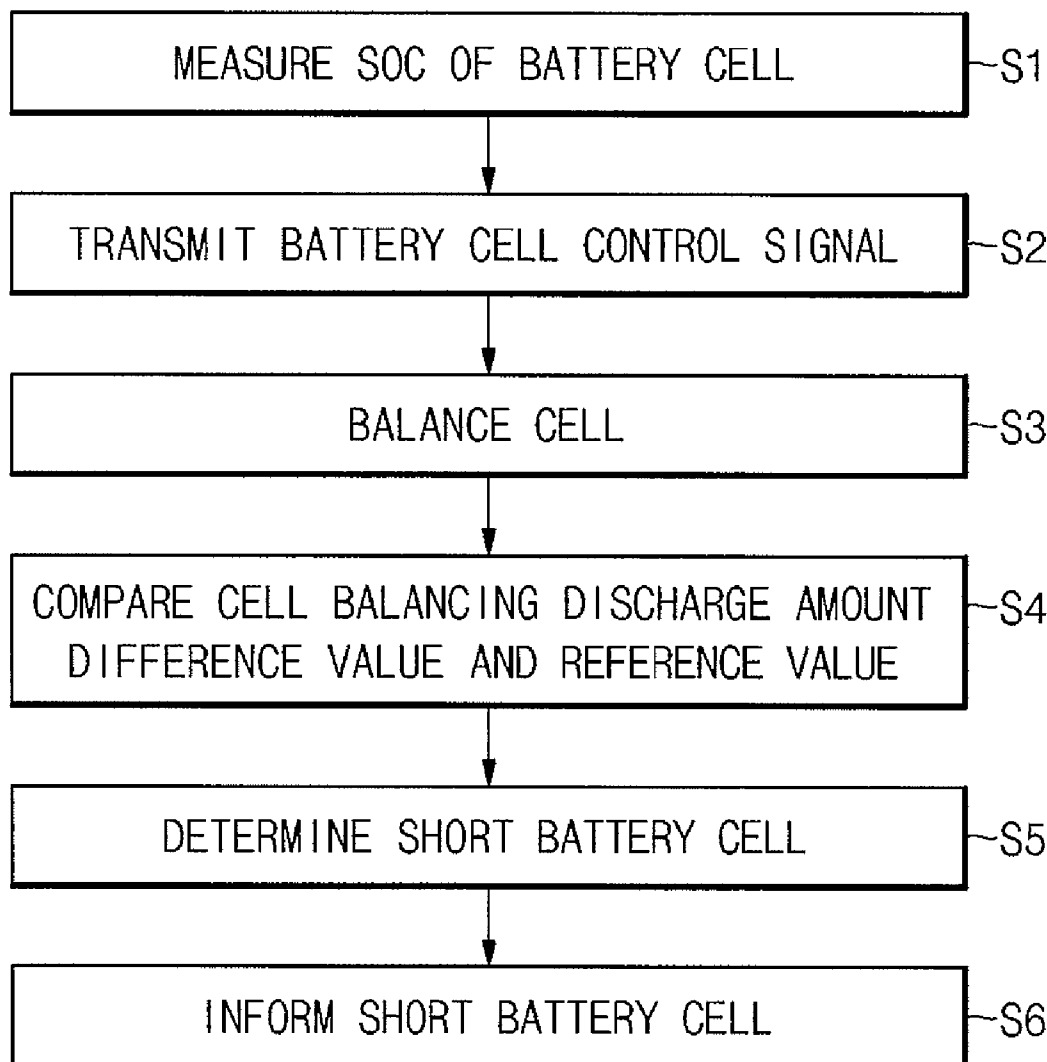 MEASURE SOC OF BATTERY CELL ~S1
TRANSMIT BATTERY CELL CONTROL SIGNAL ~S2
BALANCE CELL ~S3
COMPARE CELL BALANCING DISCHARGE AMOUNT ~S4
DIFFERENCE VALUE AND REFERENCE VALUE
DETERMINE SHORT BATTERY CELL ~S5
INFORM SHORT BATTERY CELL ~S6